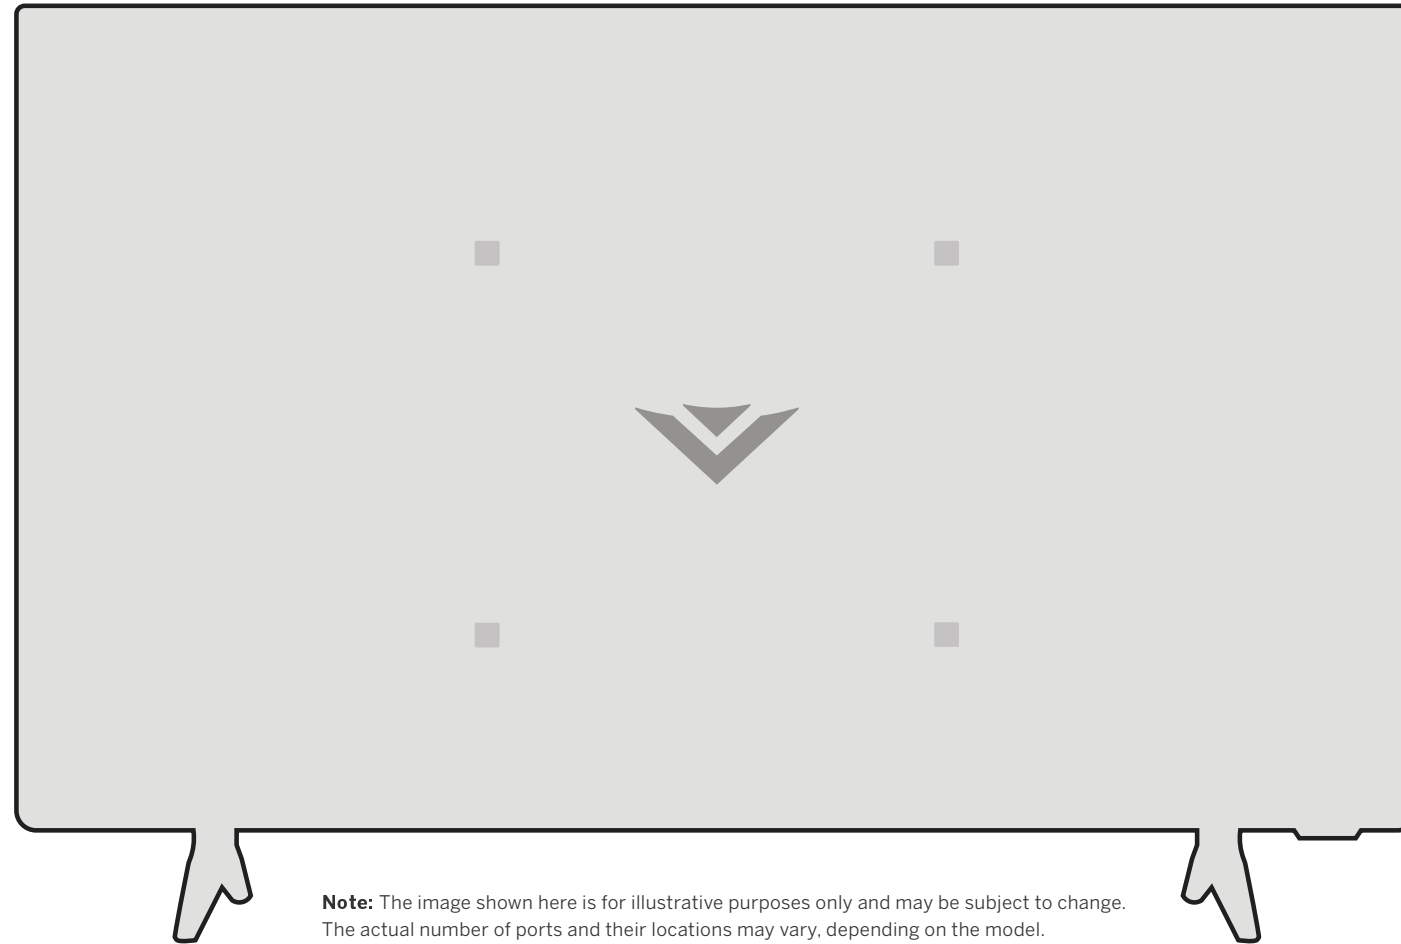 Note: The image shown here is for illustrative purposes only and may be subject to change.
The actual number of ports and their locations may vary, depending on the model.